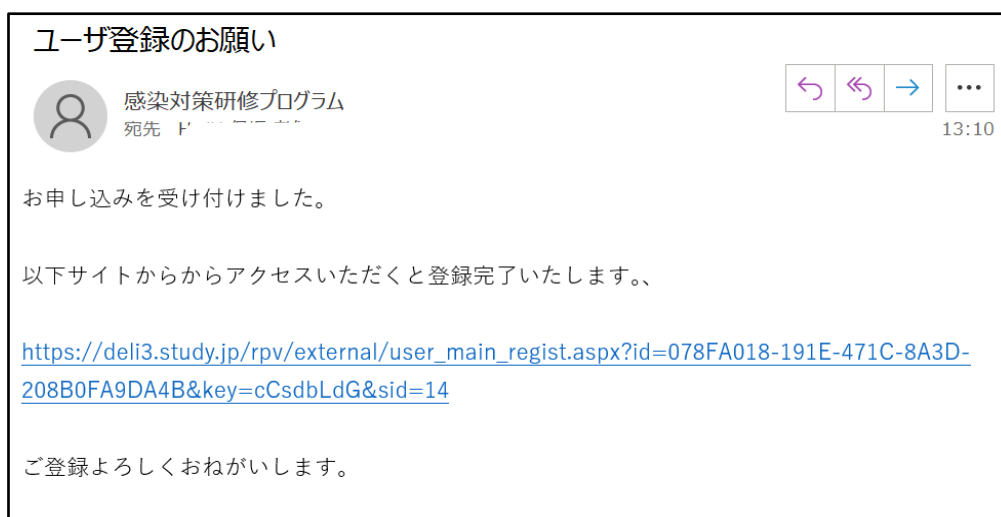 ユーザ登録のお願い
感染対策研修プログラム
宛先
13:10
お申し込みを受け付けました。
以下サイトからからアクセスいただくと登録完了いたします。、
https://deli3.study.jp/rpv/external/user_main_regist.aspx?id=078FA018-191E-471C-8A3D-
208B0FA9DA4B&key=cCsdbLdG&sid=14
ご登録よろしくおねがいします。